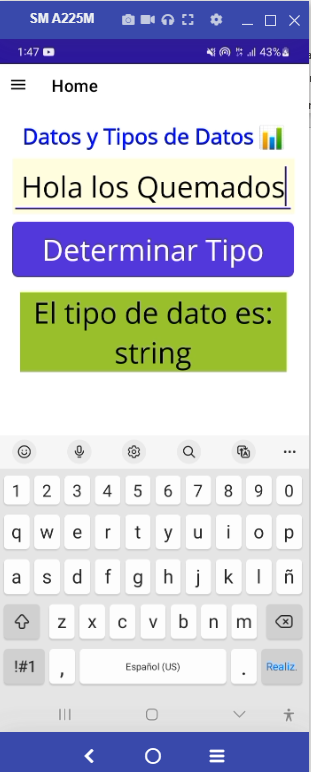 SM A225M
1:47
43%
Home
Datos y Tipos de Datos
Hola los Quemados
Determinar Tipo
El tipo de dato es:
string
1 2 3 4 5 6 7 8 9 0
q w e r t y u i o p
a s d f g h j k l ñ
z x c v b n m
!#1 , Español (US) . Realiz.